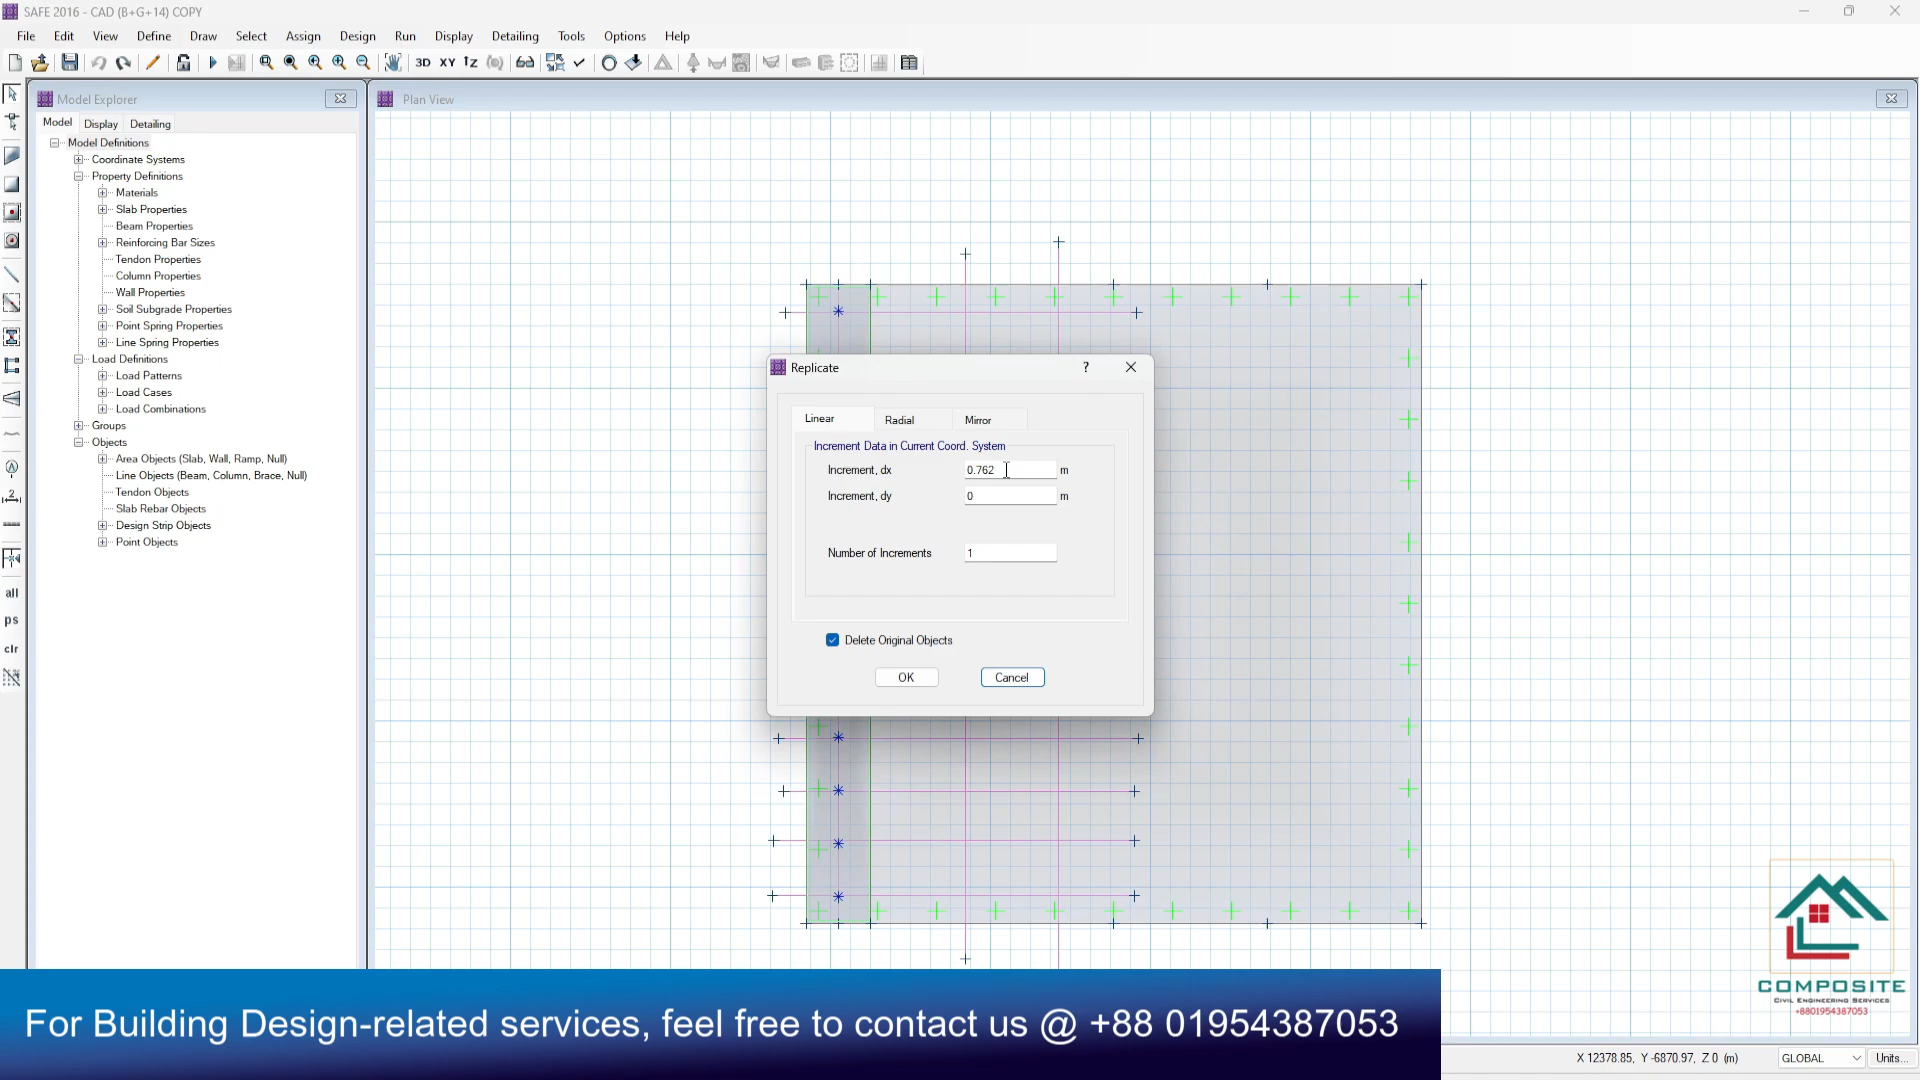 SAFE 2016 - CAD (B+G+14) COPY
File Edit View Define Draw Select Assign Design Run Display Detailing Tools Options Help
3D XY
Model Explorer
Plan View
Model Display Detailing
Model Definitions
Coordinate Systems
Property Definitions
Materials
Slab Properties
Beam Properties
Reinforcing Bar Sizes
Tendon Properties
Column Properties
Wall Properties
Soil Subgrade Properties
Point Spring Properties
Line Spring Properties
Load Definitions
Load Patterns
Load Cases
Load Combinations
Groups
Objects
Area Objects (Slab, Wall, Ramp, Null)
Line Objects (Beam, Column, Brace, Null)
Tendon Objects
Slab Rebar Objects
Design Strip Objects
Point Objects
all
ps
clr
Replicate ?
Linear Radial Mirror
Increment Data in Current Coord. System
Increment, dx 0.762 m
Increment, dy 0 m
Number of Increments 1
Delete Original Objects
OK Cancel
COMPOSITE
CIVIL ENGINEERING SERVICES
+8801954387053
For Building Design-related services, feel free to contact us @ +88 01954387053
X 12378.85, Y -6870.97, Z 0 (m) GLOBAL Units...